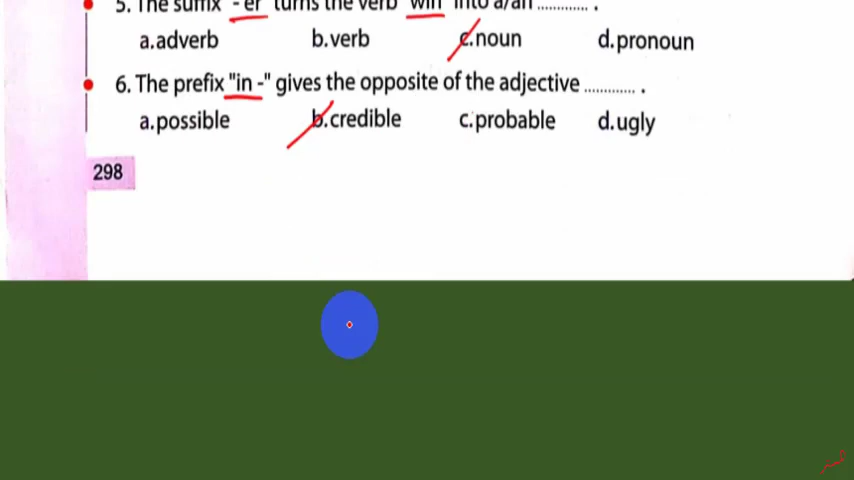 5. The suffix "- er" turns the verb "win" into a/an ............. .
a.adverb b.verb c.noun d.pronoun
6. The prefix "in -" gives the opposite of the adjective ............. .
a.possible b.credible c.probable d.ugly
298